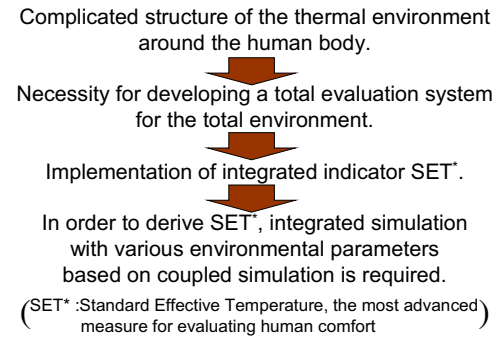 Complicated structure of the thermal environment
around the human body.
Necessity for developing a total evaluation system
for the total environment.
Implementation of integrated indicator SET*.
In order to derive SET*, integrated simulation
with various environmental parameters
based on coupled simulation is required.
(SET* :Standard Effective Temperature, the most advanced
measure for evaluating human comfort)